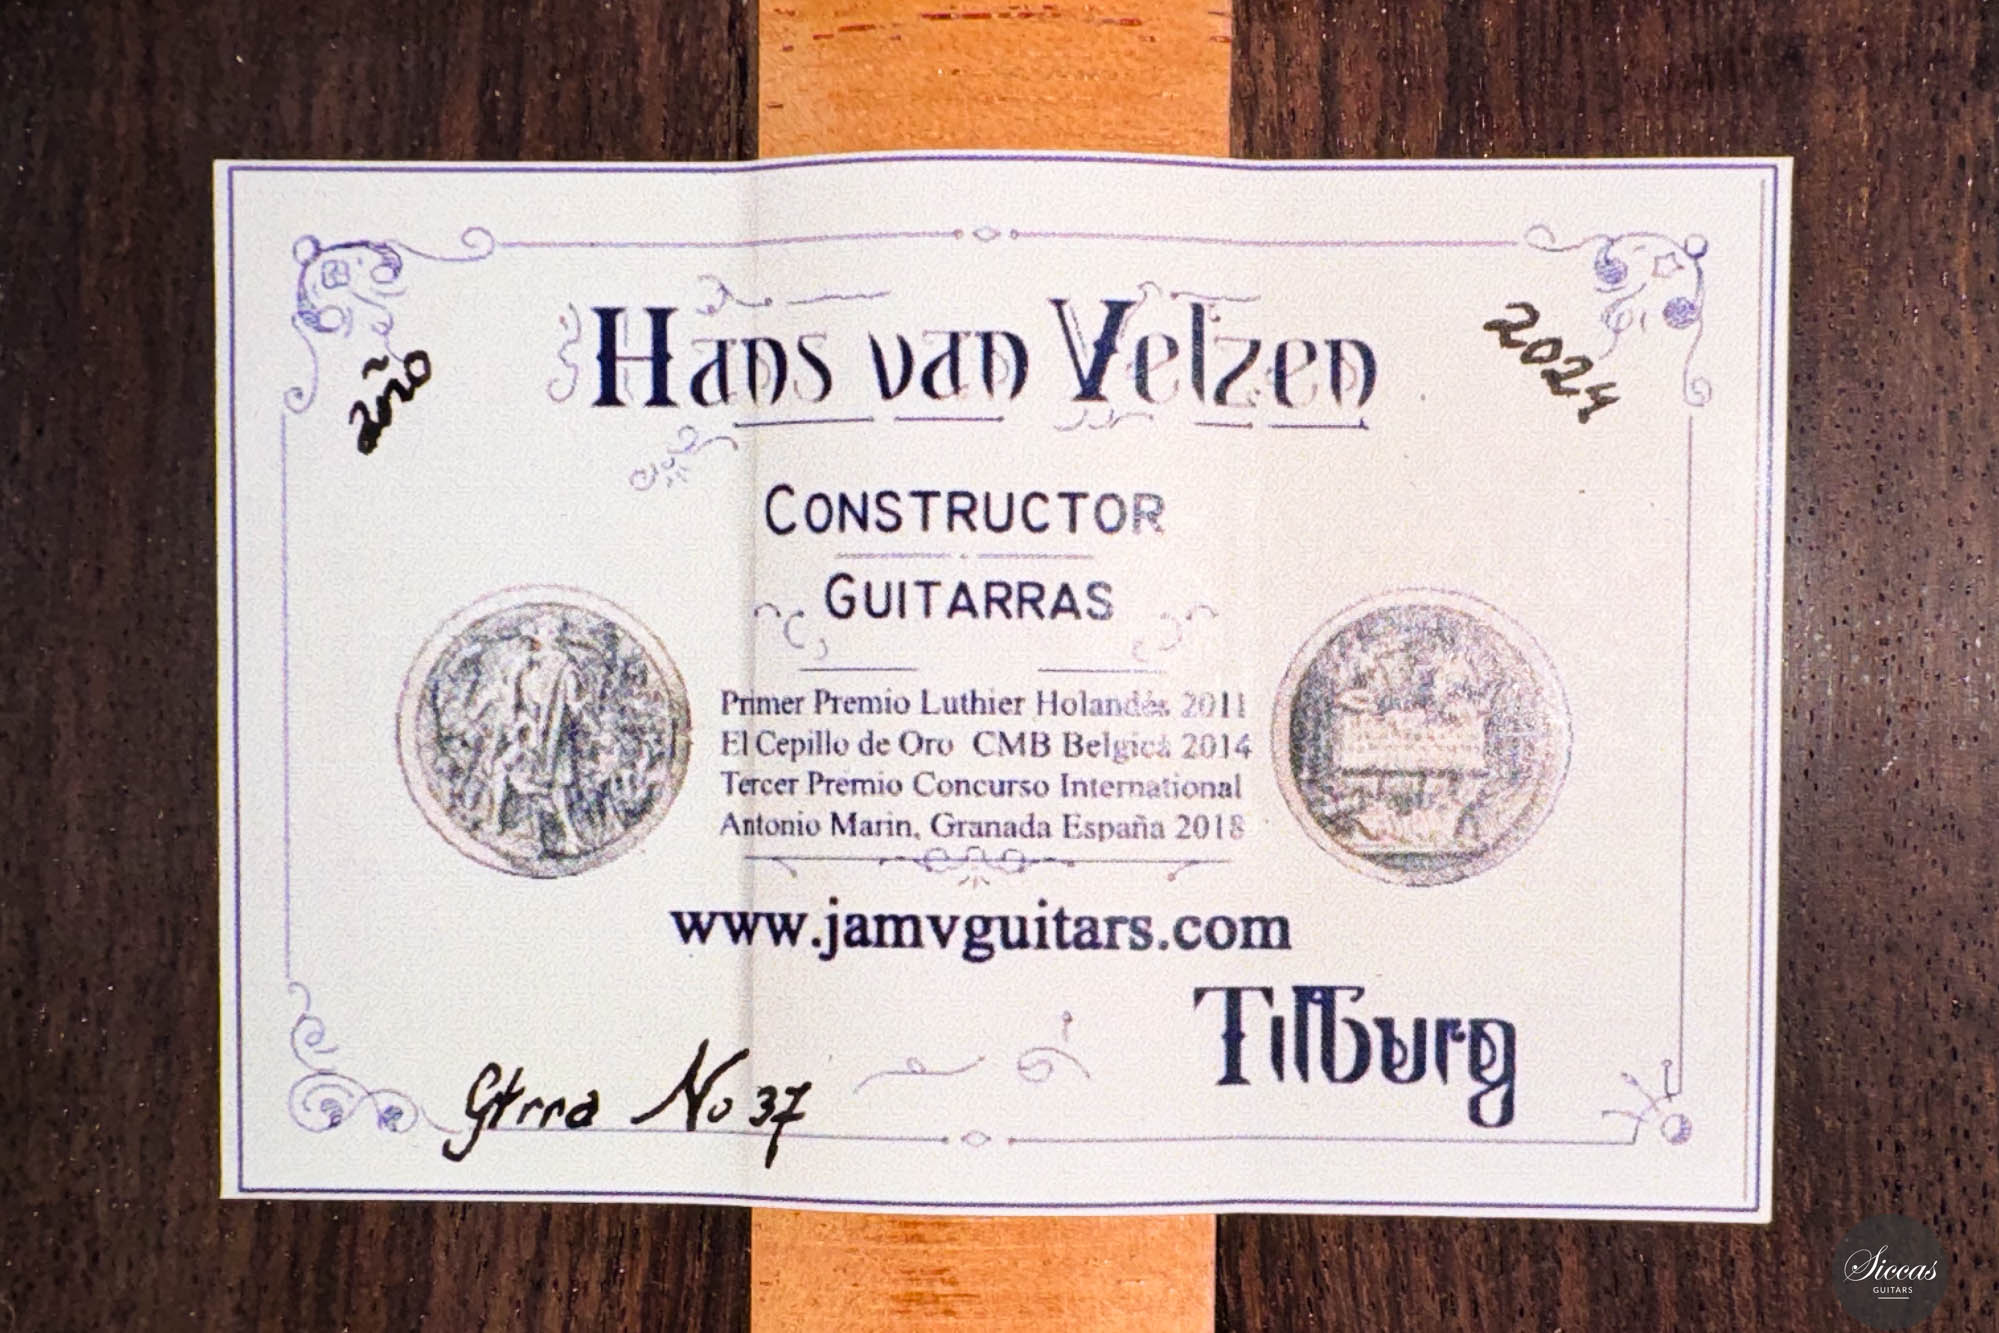 Hans van Velzen
año
2024
CONSTRUCTOR
GUITARRAS
Primer Premio Luthier Holandés 2011
El Cepillo de Oro CMB Belgica 2014
Tercer Premio Concurso International
Antonio Marin, Granada España 2018
www.jamvguitars.com
Tilburg
Gtrra No 37
Siccas
GUITARS